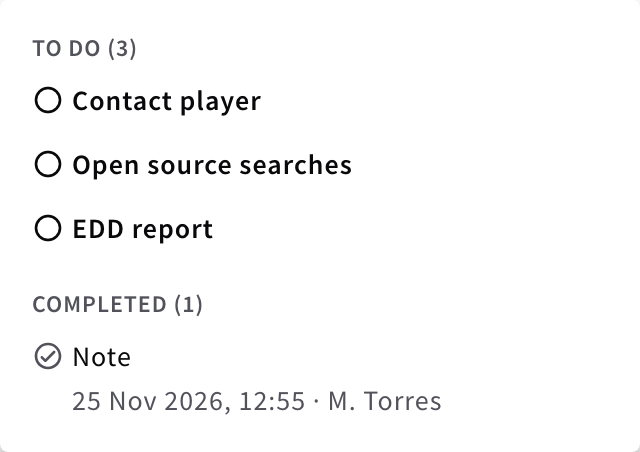 TO DO (3)
Contact player
Open source searches
EDD report
COMPLETED (1)
Note
25 Nov 2026, 12:55 · M. Torres